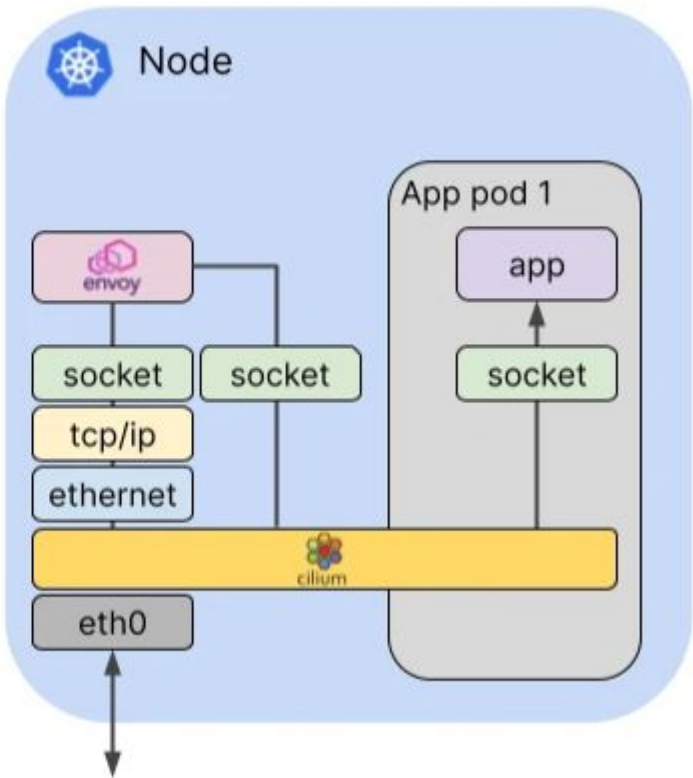 Node
App pod 1
envoy
app
socket
socket
socket
tcp/ip
ethernet
cilium
eth0